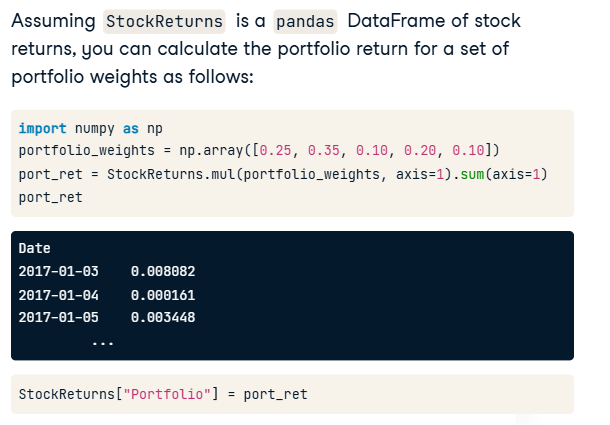 Assuming StockReturns is a pandas DataFrame of stock
returns, you can calculate the portfolio return for a set of
portfolio weights as follows:
import numpy as np
portfolio_weights = np.array([0.25, 0.35, 0.10, 0.20, 0.10])
port_ret = StockReturns.mul(portfolio_weights, axis=1).sum(axis=1)
port_ret
Date
2017-01-03    0.008082
2017-01-04    0.000161
2017-01-05    0.003448
...
StockReturns["Portfolio"] = port_ret